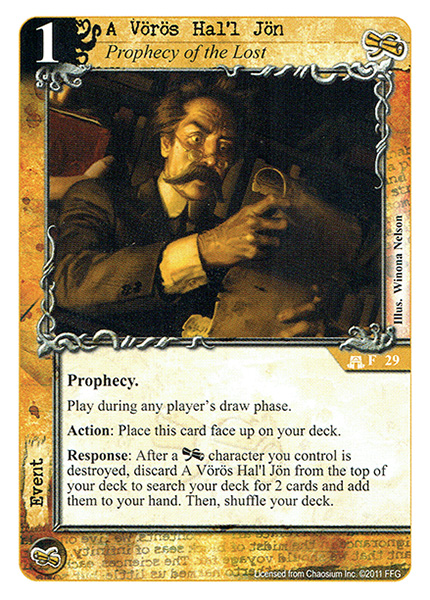 1
A Vörös Hal'l Jön
Prophecy of the Lost
Illus. Winona Nelson
F 29
Prophecy.
Play during any player's draw phase.
Action: Place this card face up on your deck.
Response: After a character you control is
destroyed, discard A Vörös Hal'l Jön from the top of
your deck to search your deck for 2 cards and add
them to your hand. Then, shuffle your deck.
Event
Licensed from Chaosium Inc. ©2011 FFG